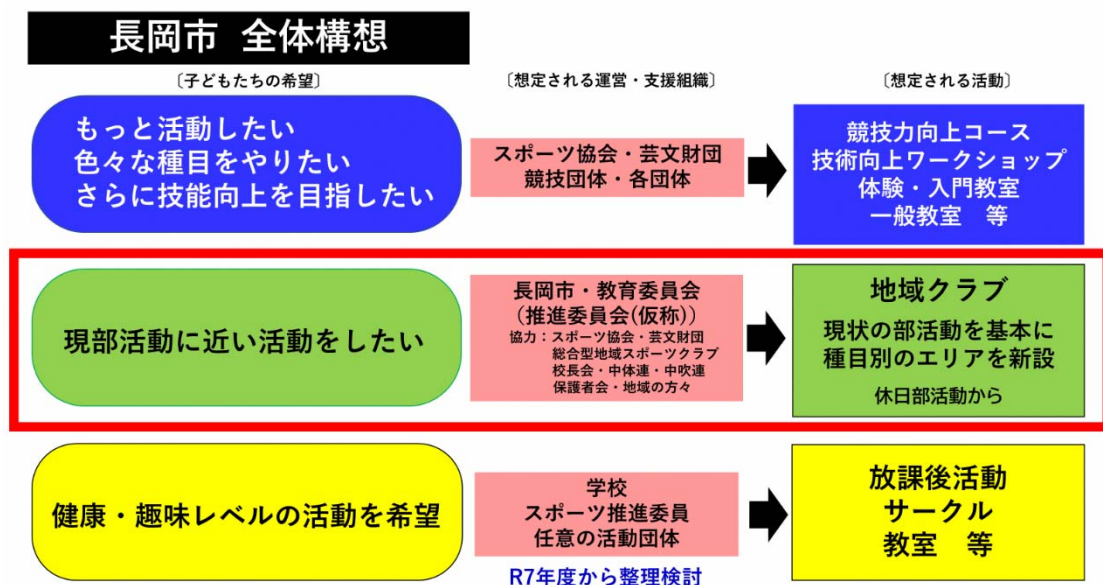 長岡市 全体構想
〔子どもたちの希望〕
〔想定される運営・支援組織〕
〔想定される活動〕
もっと活動したい
色々な種目をやりたい
さらに技能向上を目指したい
スポーツ協会・芸文財団
競技団体・各団体
競技力向上コース
技術向上ワークショップ
体験・入門教室
一般教室　等
現部活動に近い活動をしたい
長岡市・教育委員会
(推進委員会(仮称))
協力：スポーツ協会・芸文財団
総合型地域スポーツクラブ
校長会・中体連・中吹連
保護者会・地域の方々
地域クラブ
現状の部活動を基本に
種目別のエリアを新設
休日部活動から
健康・趣味レベルの活動を希望
学校
スポーツ推進委員
任意の活動団体
放課後活動
サークル
教室　等
R7年度から整理検討